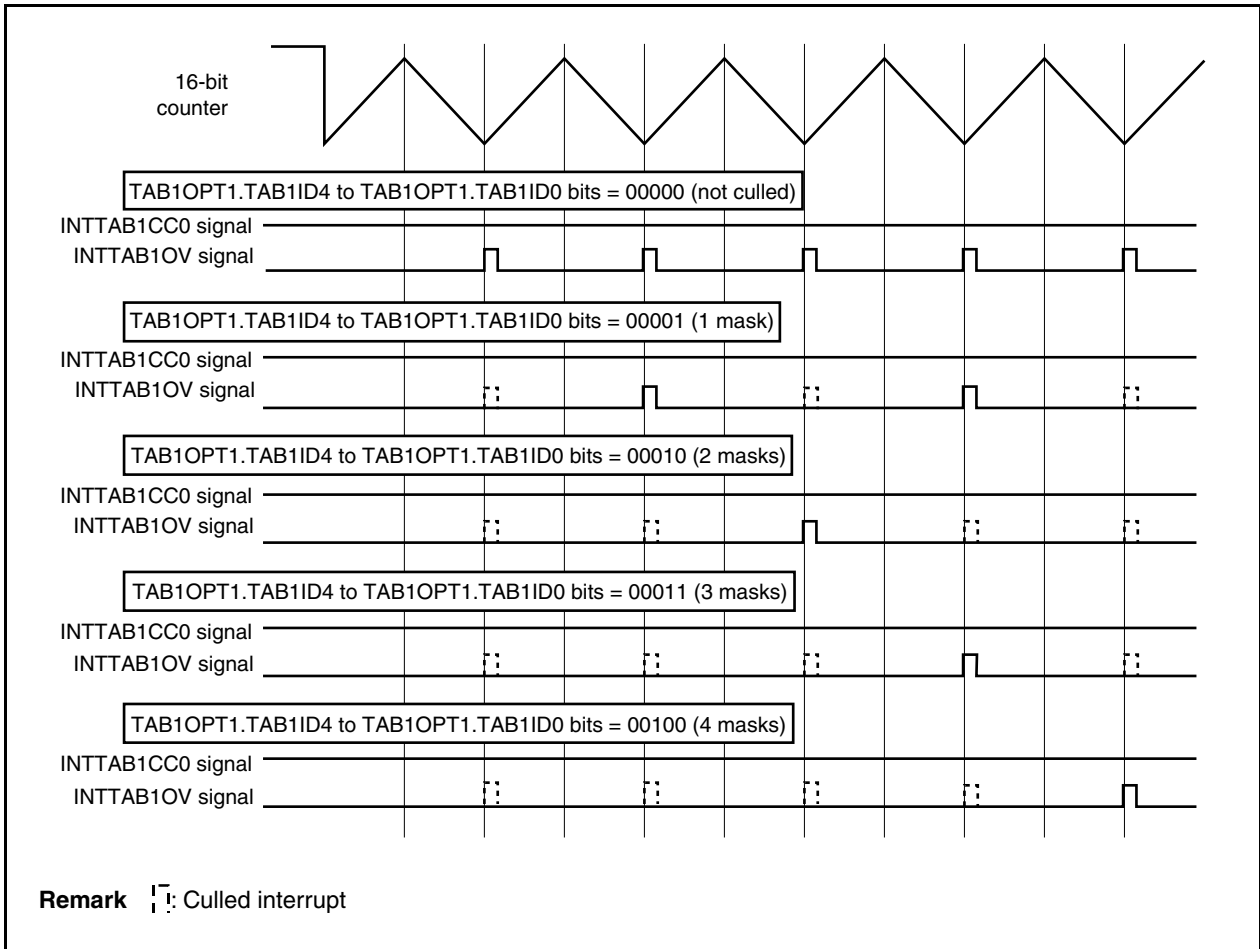 16-bit
counter
TAB1OPT1.TAB1ID4 to TAB1OPT1.TAB1ID0 bits = 00000 (not culled)
INTTAB1CC0 signal
INTTAB1OV signal
TAB1OPT1.TAB1ID4 to TAB1OPT1.TAB1ID0 bits = 00001 (1 mask)
INTTAB1CC0 signal
INTTAB1OV signal
TAB1OPT1.TAB1ID4 to TAB1OPT1.TAB1ID0 bits = 00010 (2 masks)
INTTAB1CC0 signal
INTTAB1OV signal
TAB1OPT1.TAB1ID4 to TAB1OPT1.TAB1ID0 bits = 00011 (3 masks)
INTTAB1CC0 signal
INTTAB1OV signal
TAB1OPT1.TAB1ID4 to TAB1OPT1.TAB1ID0 bits = 00100 (4 masks)
INTTAB1CC0 signal
INTTAB1OV signal
Remark : Culled interrupt